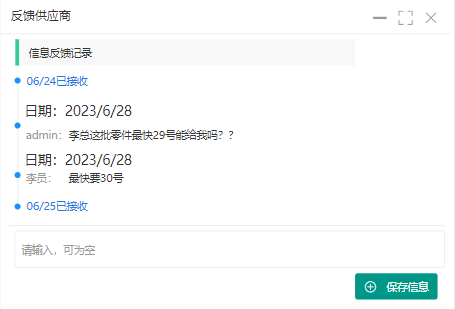 反馈供应商
信息反馈记录
06/24已接收
日期：2023/6/28
admin： 李总这批零件最快29号能给我吗？？
日期：2023/6/28
李员： 最快要30号
06/25已接收
请输入，可为空
保存信息